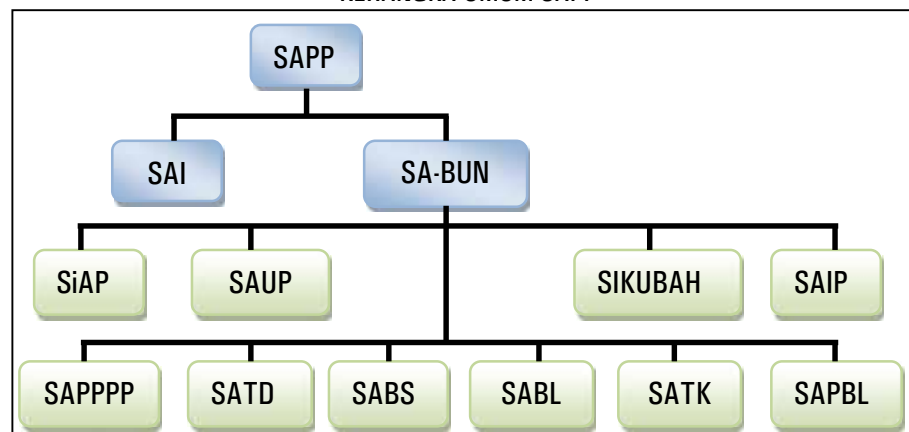 SAPP
SAI SA-BUN
SiAP SAUP SIKUBAH SAIP
SAPPPP SATD SABS SABL SATK SAPBL